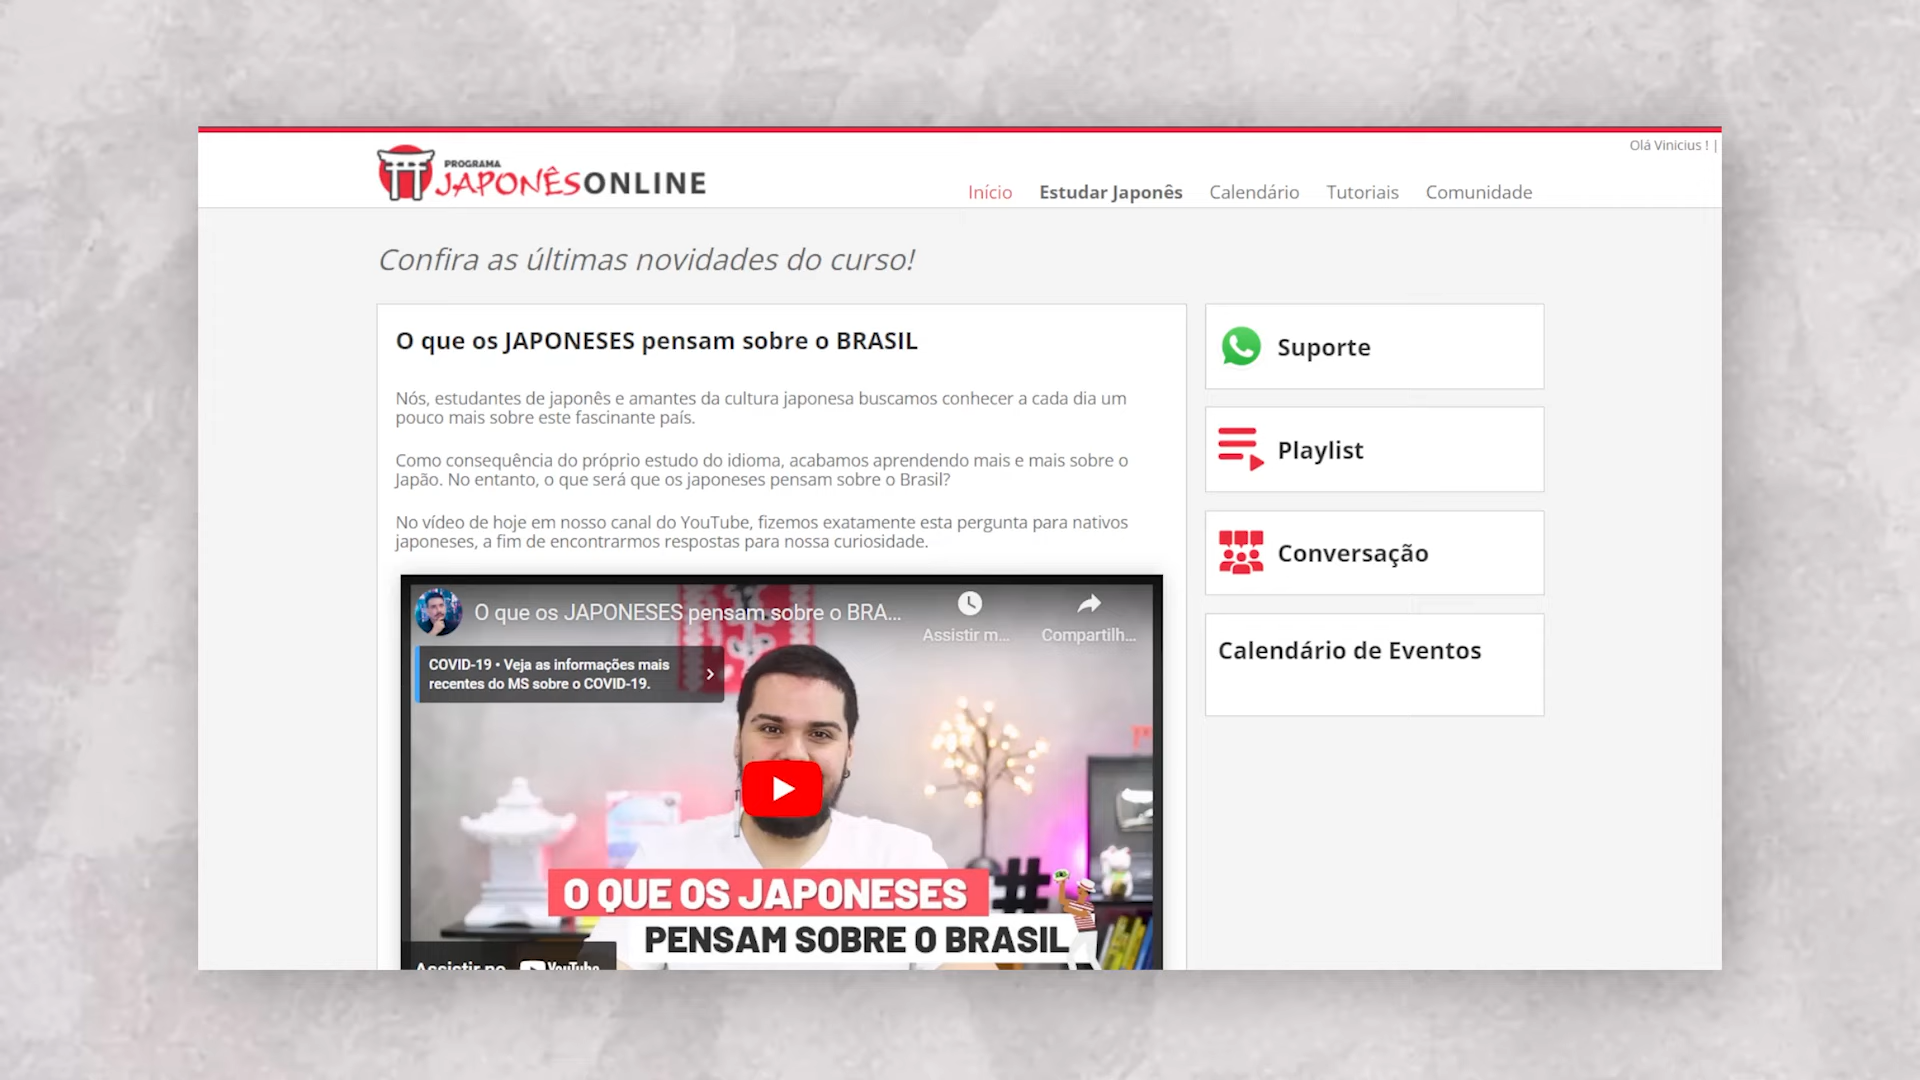 Olá Vinicius ! |
PROGRAMA
JAPONÊSONLINE
Início Estudar Japonês Calendário Tutoriais Comunidade
Confira as últimas novidades do curso!
O que os JAPONESES pensam sobre o BRASIL
Nós, estudantes de japonês e amantes da cultura japonesa buscamos conhecer a cada dia um
pouco mais sobre este fascinante país.
Como consequência do próprio estudo do idioma, acabamos aprendendo mais e mais sobre o
Japão. No entanto, o que será que os japoneses pensam sobre o Brasil?
No vídeo de hoje em nosso canal do YouTube, fizemos exatamente esta pergunta para nativos
japoneses, a fim de encontrarmos respostas para nossa curiosidade.
O que os JAPONESES pensam sobre o BRA...
Assistir m... Compartilh...
COVID-19 • Veja as informações mais
recentes do MS sobre o COVID-19.
O QUE OS JAPONESES
#
PENSAM SOBRE O BRASIL
Assistir no YouTube
Suporte
Playlist
Conversação
Calendário de Eventos